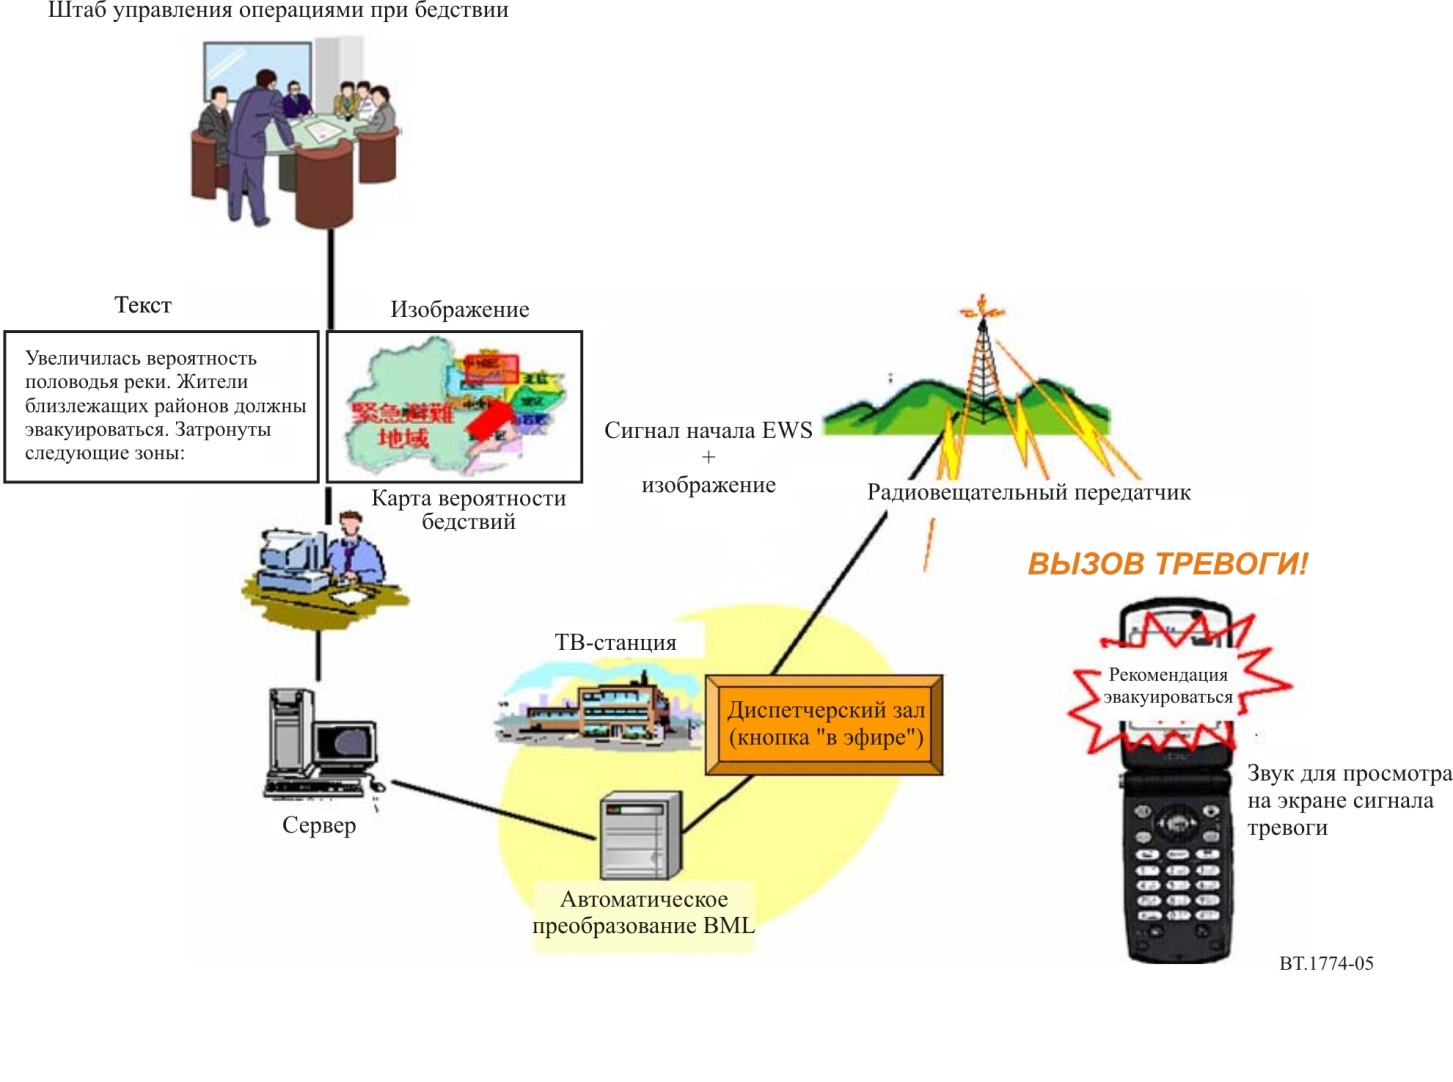 Штаб управления операциями при бедствии
Текст
Изображение
Увеличилась вероятность
половодья реки. Жители
близлежащих районов должны
эвакуироваться. Затронуты
следующие зоны:
緊急避難
地域
Карта вероятности
бедствий
Сигнал начала EWS
+
изображение
Радиовещательный передатчик
ВЫЗОВ ТРЕВОГИ!
ТВ-станция
Диспетчерский зал
(кнопка "в эфире")
Рекомендация
эвакуироваться
Звук для просмотра
на экране сигнала
тревоги
Сервер
Автоматическое
преобразование BML
BT.1774-05